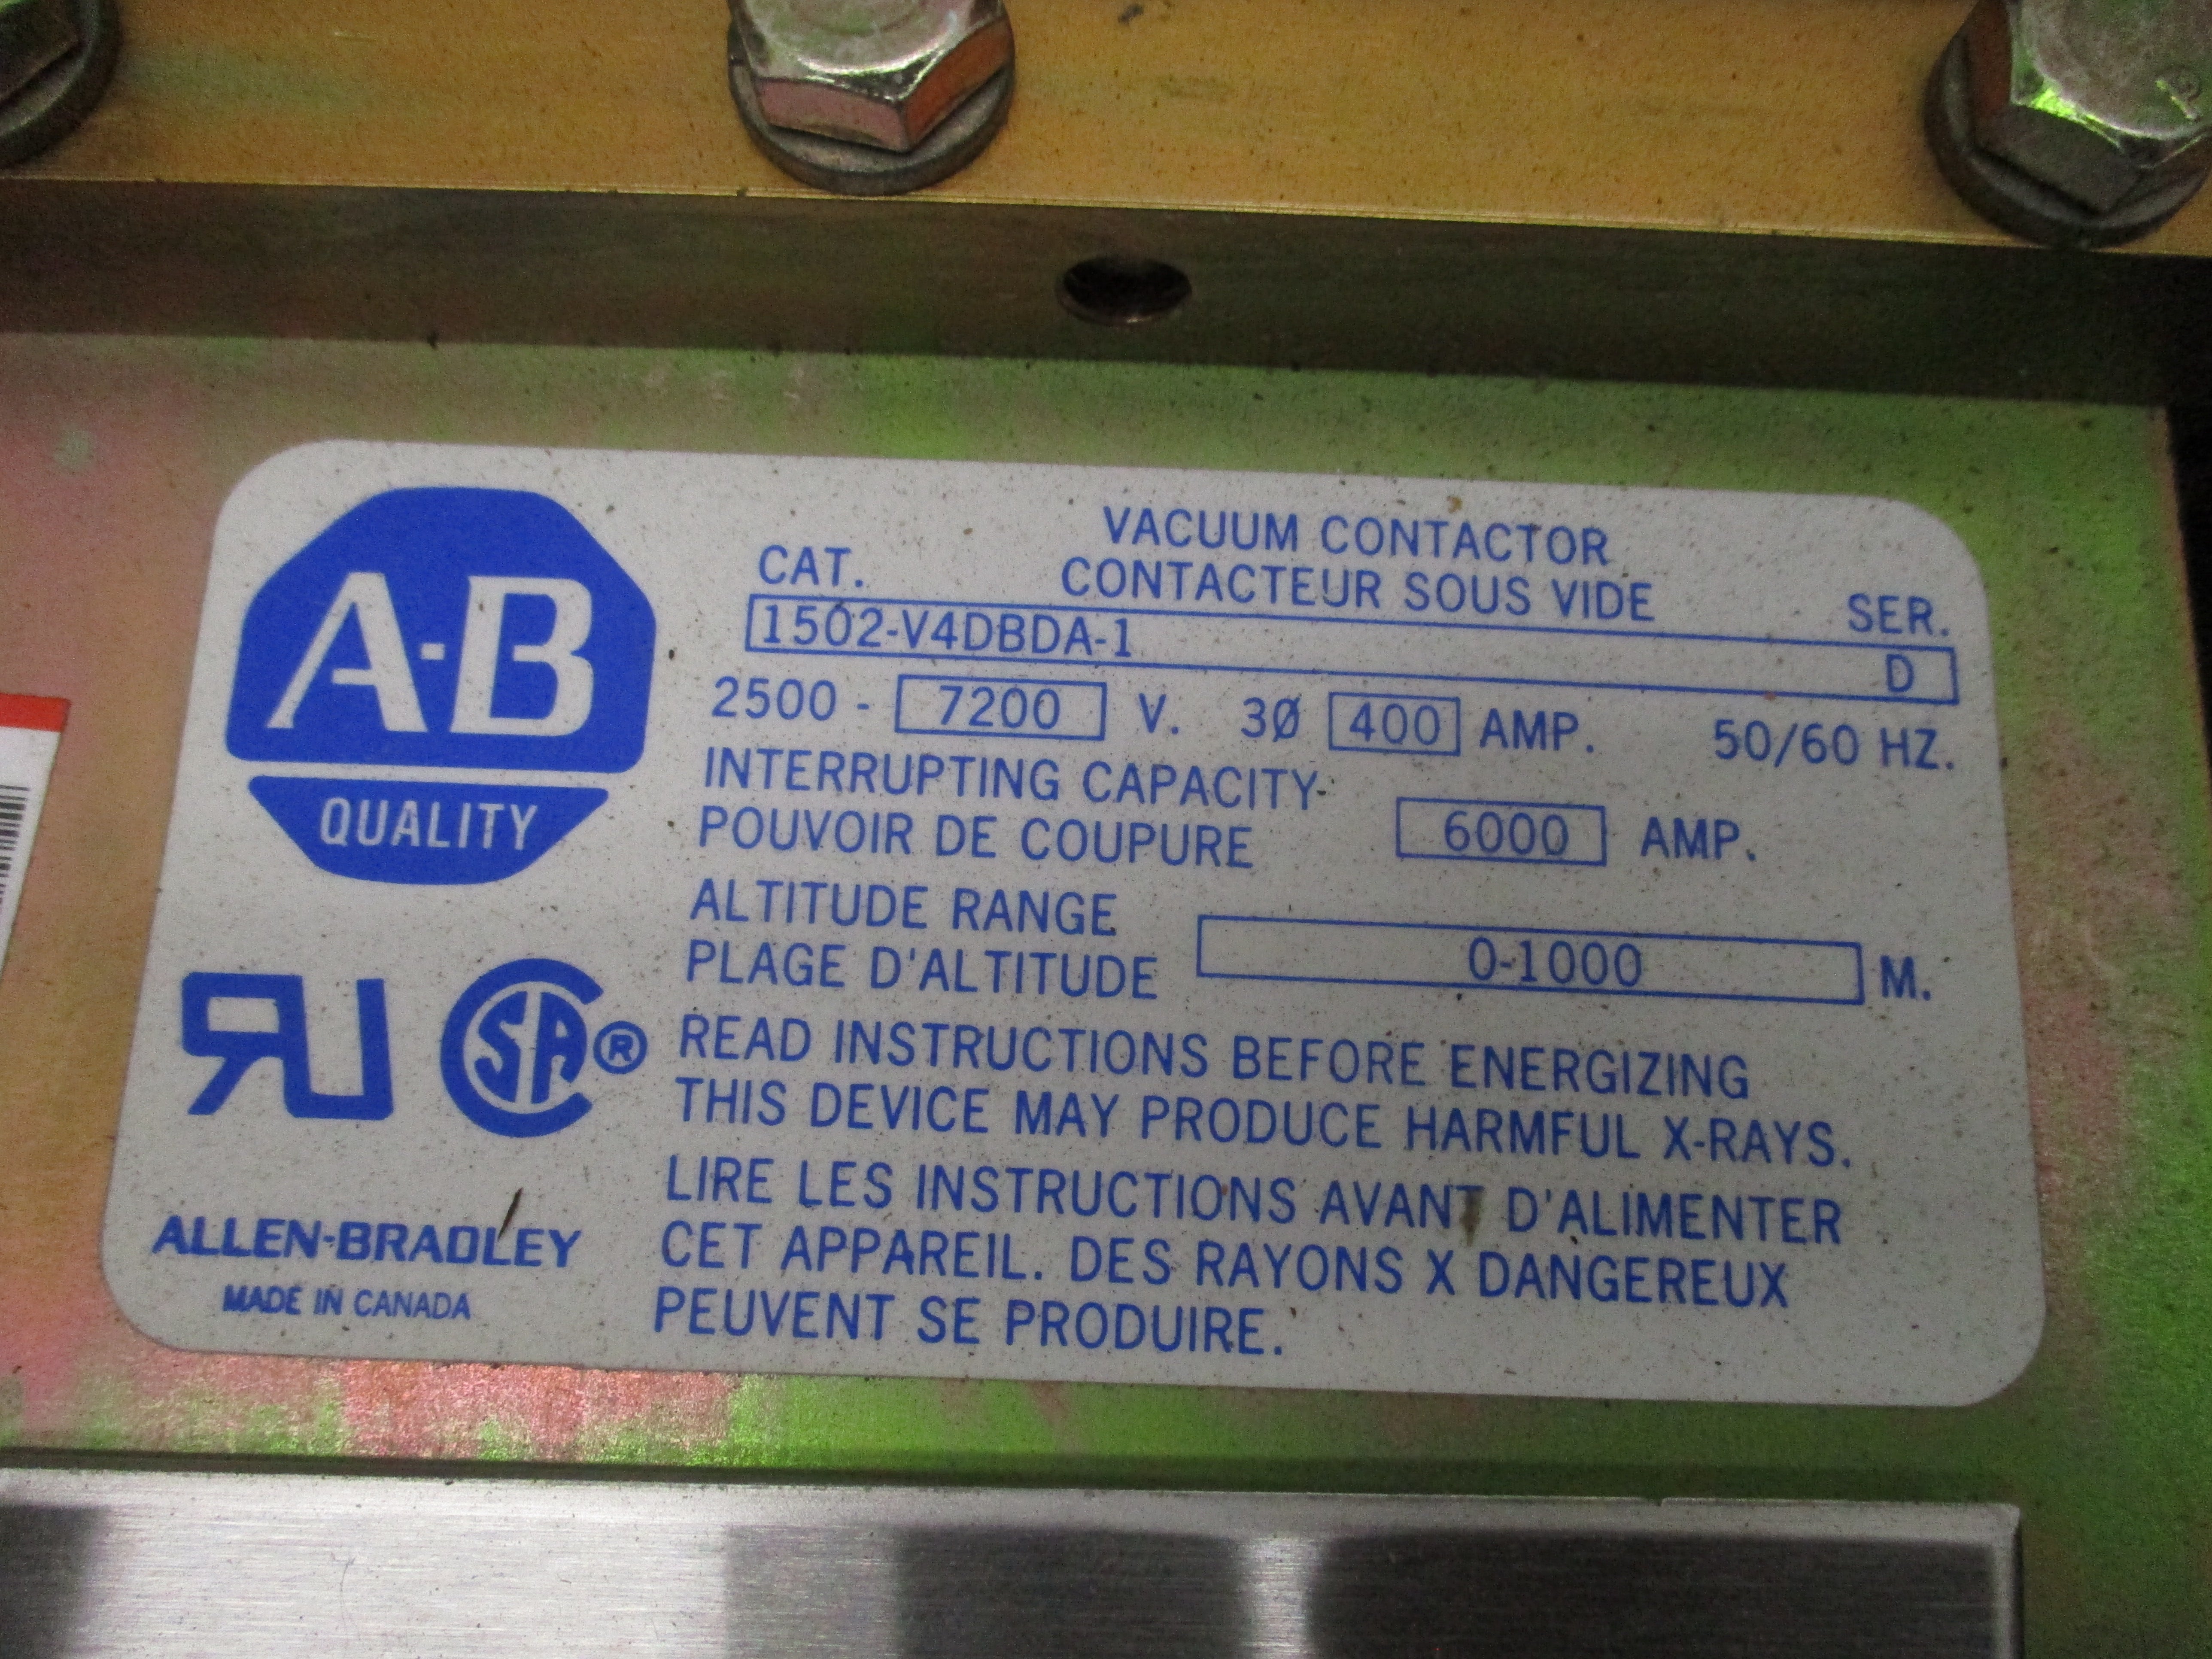 A-B
QUALITY
VACUUM CONTACTOR
CONTACTEUR SOUS VIDE
CAT.
SER.
1502-V4DBDA-1
D
2500 - 7200 V. 3Ø 400 AMP. 50/60 HZ.
INTERRUPTING CAPACITY-
POUVOIR DE COUPURE
6000 AMP.
ALTITUDE RANGE
PLAGE D'ALTITUDE
0-1000 M.
READ INSTRUCTIONS BEFORE ENERGIZING
THIS DEVICE MAY PRODUCE HARMFUL X-RAYS.
LIRE LES INSTRUCTIONS AVANT D'ALIMENTER
CET APPAREIL. DES RAYONS X DANGEREUX
PEUVENT SE PRODUIRE.
RU
SA ®
ALLEN-BRADLEY
MADE IN CANADA